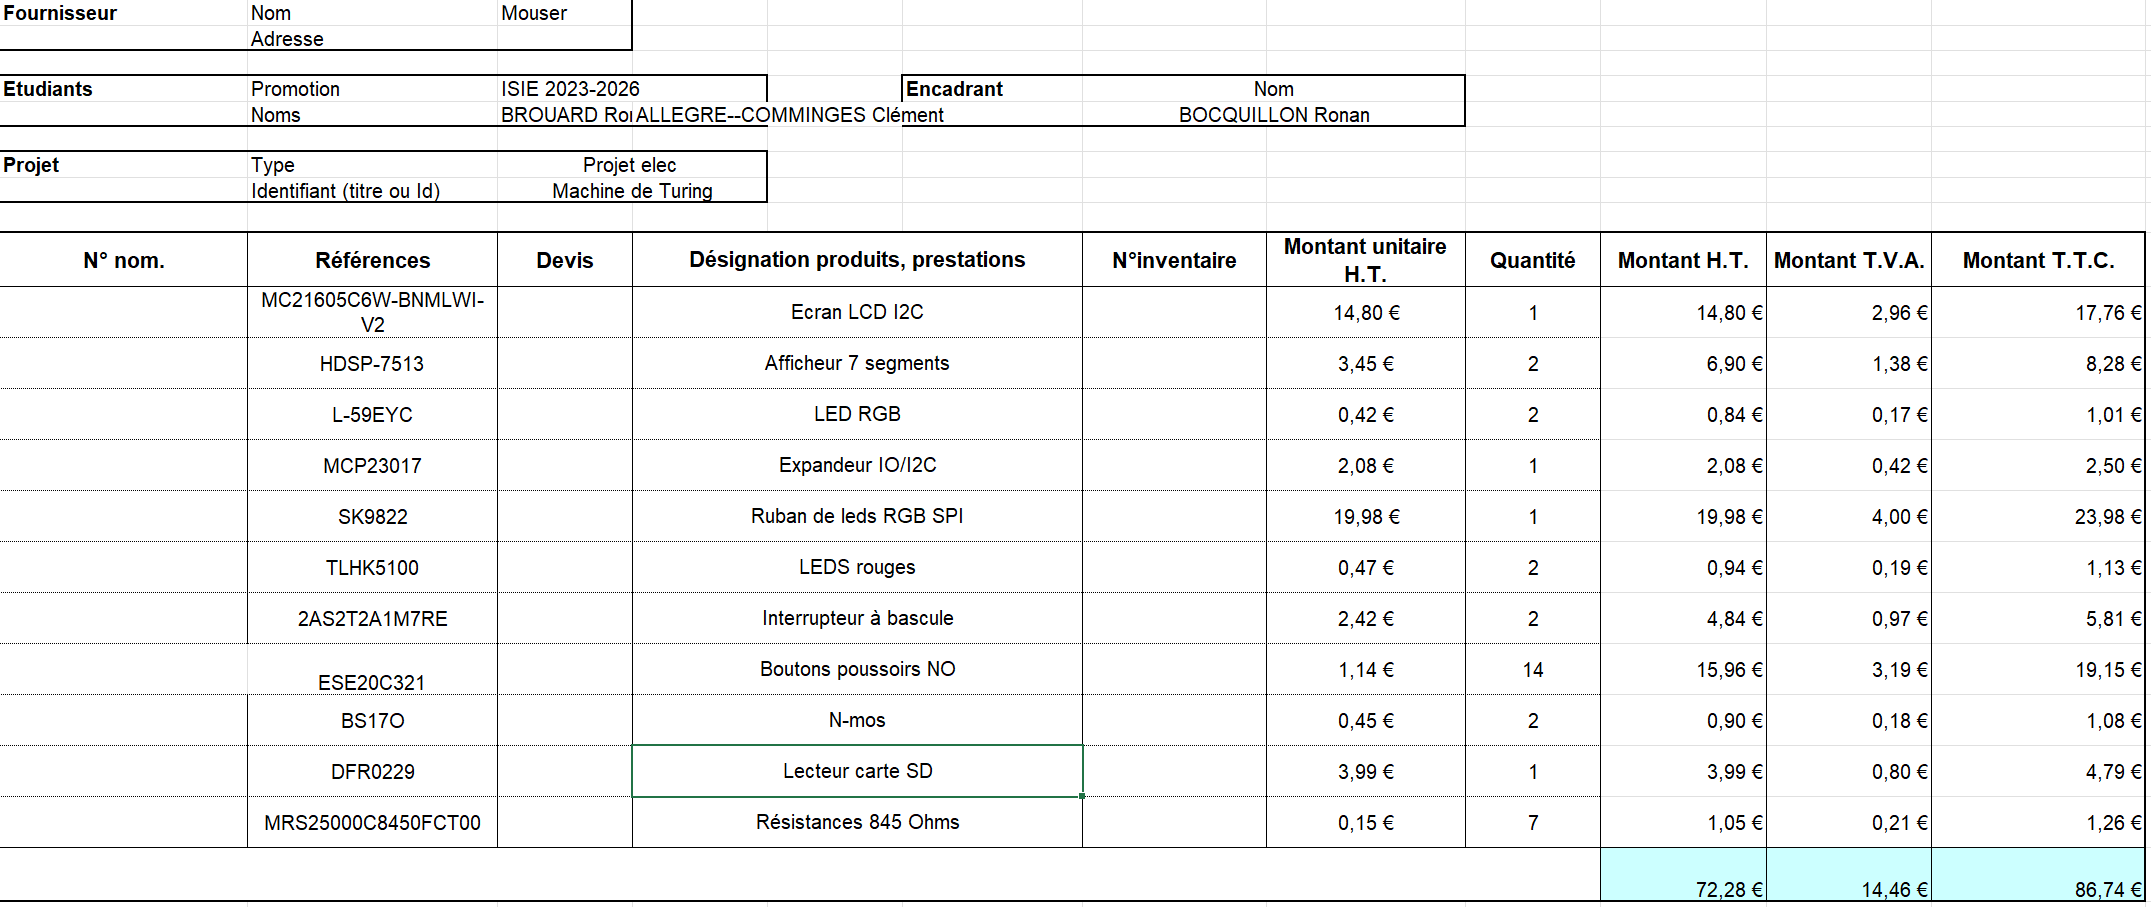 Fournisseur Nom Mouser
Adresse
Etudiants Promotion ISIE 2023-2026 Encadrant Nom
Noms BROUARD ALLEGRE--COMMINGES Clément BOCQUILLON Ronan
Projet Type Projet elec
Identifiant (titre ou Id) Machine de Turing
N° nom. Références Devis Désignation produits, prestations N°inventaire Montant unitaire H.T. Quantité Montant H.T. Montant T.V.A. Montant T.T.C.
MC21605C6W-BNMLWI-V2 Ecran LCD I2C 14,80 € 1 14,80 € 2,96 € 17,76 €
HDSP-7513 Afficheur 7 segments 3,45 € 2 6,90 € 1,38 € 8,28 €
L-59EYC LED RGB 0,42 € 2 0,84 € 0,17 € 1,01 €
MCP23017 Expandeur IO/I2C 2,08 € 1 2,08 € 0,42 € 2,50 €
SK9822 Ruban de leds RGB SPI 19,98 € 1 19,98 € 4,00 € 23,98 €
TLHK5100 LEDS rouges 0,47 € 2 0,94 € 0,19 € 1,13 €
2AS2T2A1M7RE Interrupteur à bascule 2,42 € 2 4,84 € 0,97 € 5,81 €
ESE20C321 Boutons poussoirs NO 1,14 € 14 15,96 € 3,19 € 19,15 €
BS17O N-mos 0,45 € 2 0,90 € 0,18 € 1,08 €
DFR0229 Lecteur carte SD 3,99 € 1 3,99 € 0,80 € 4,79 €
MRS25000C8450FCT00 Résistances 845 Ohms 0,15 € 7 1,05 € 0,21 € 1,26 €
72,28 € 14,46 € 86,74 €